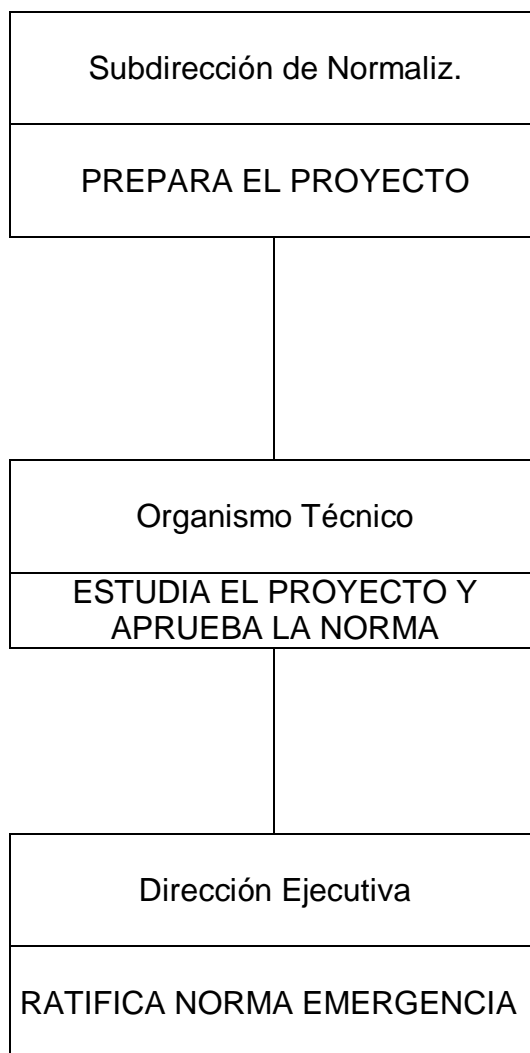 Subdirección de Normaliz.
PREPARA EL PROYECTO
Organismo Técnico
ESTUDIA EL PROYECTO Y
APRUEBA LA NORMA
Dirección Ejecutiva
RATIFICA NORMA EMERGENCIA